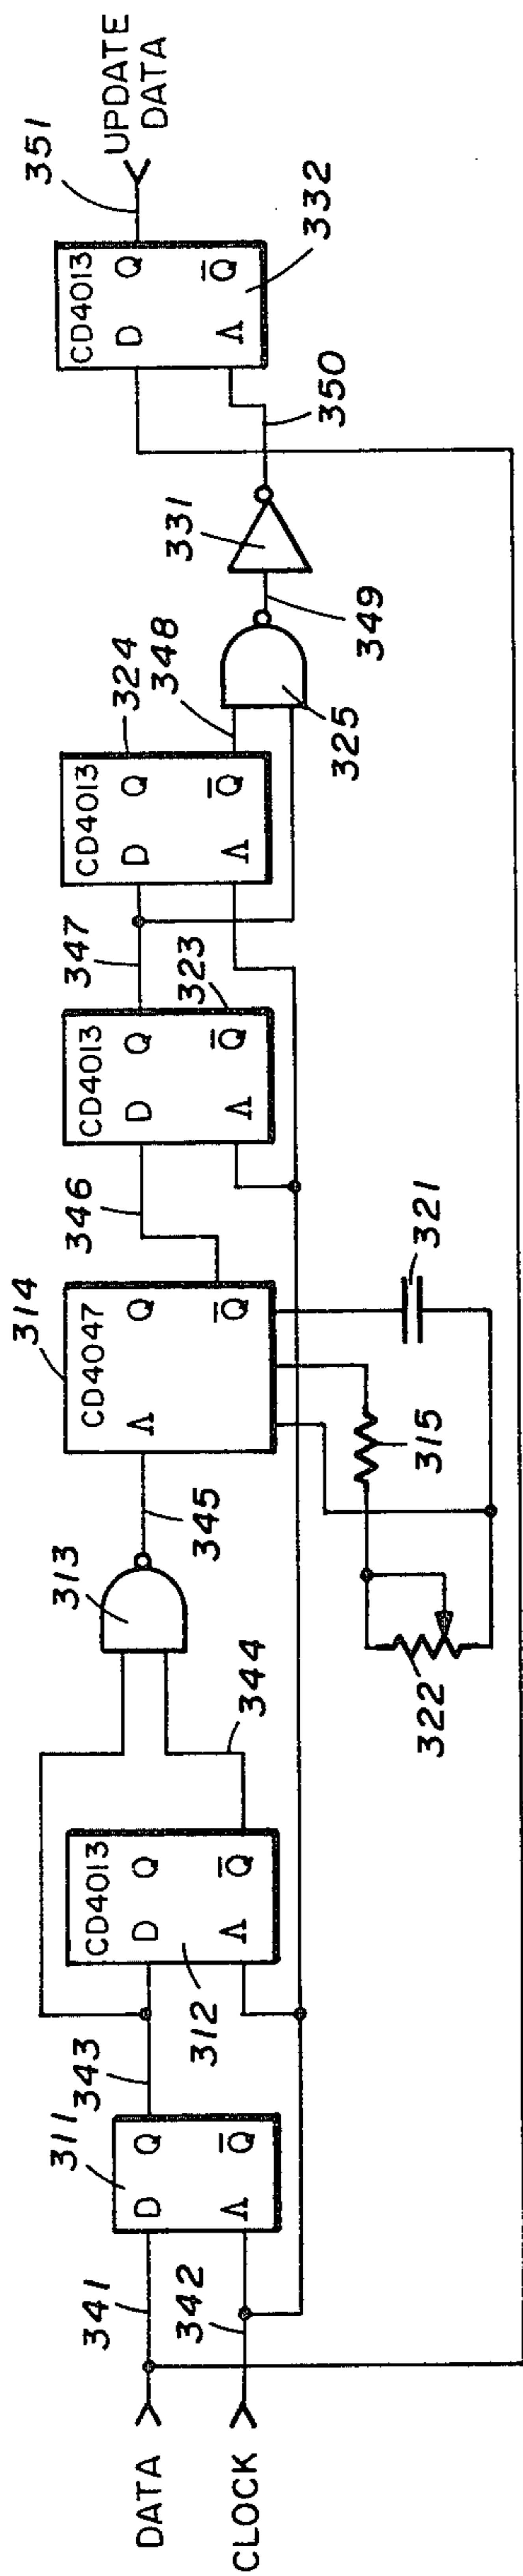 DATA >
CLOCK >
341
342
311
D Q
Λ Q̅
343
CD4013
D Q
Λ Q̅
312
344
313
345
314
CD4047
Λ Q
Q̅
315
322
321
346
CD4013
D Q
Λ Q̅
323
347
CD4013
D Q
Λ Q̅
324
348
325
349
331
350
CD4013
D Q
Λ Q̅
332
351
UPDATE
DATA